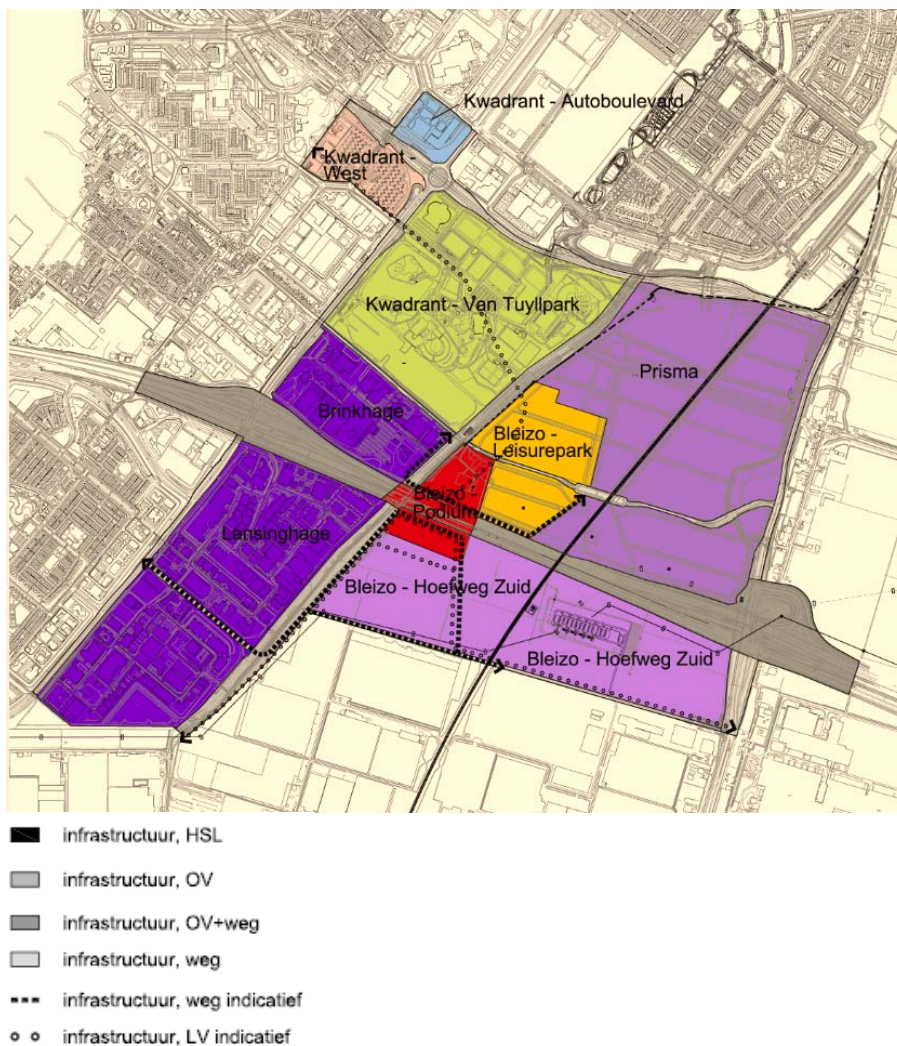 Kwadrant - Autoboulevard
Kwadrant -
West
Kwadrant - Van Tuyllpark
Prisma
Brinkhage
Bleizo -
Leisurepark
Bleizo -
Podium
Lansinghage
Bleizo - Hoefweg Zuid
Bleizo - Hoefweg Zuid
infrastructuur, HSL
infrastructuur, OV
infrastructuur, OV+weg
infrastructuur, weg
infrastructuur, weg indicatief
infrastructuur, LV indicatief